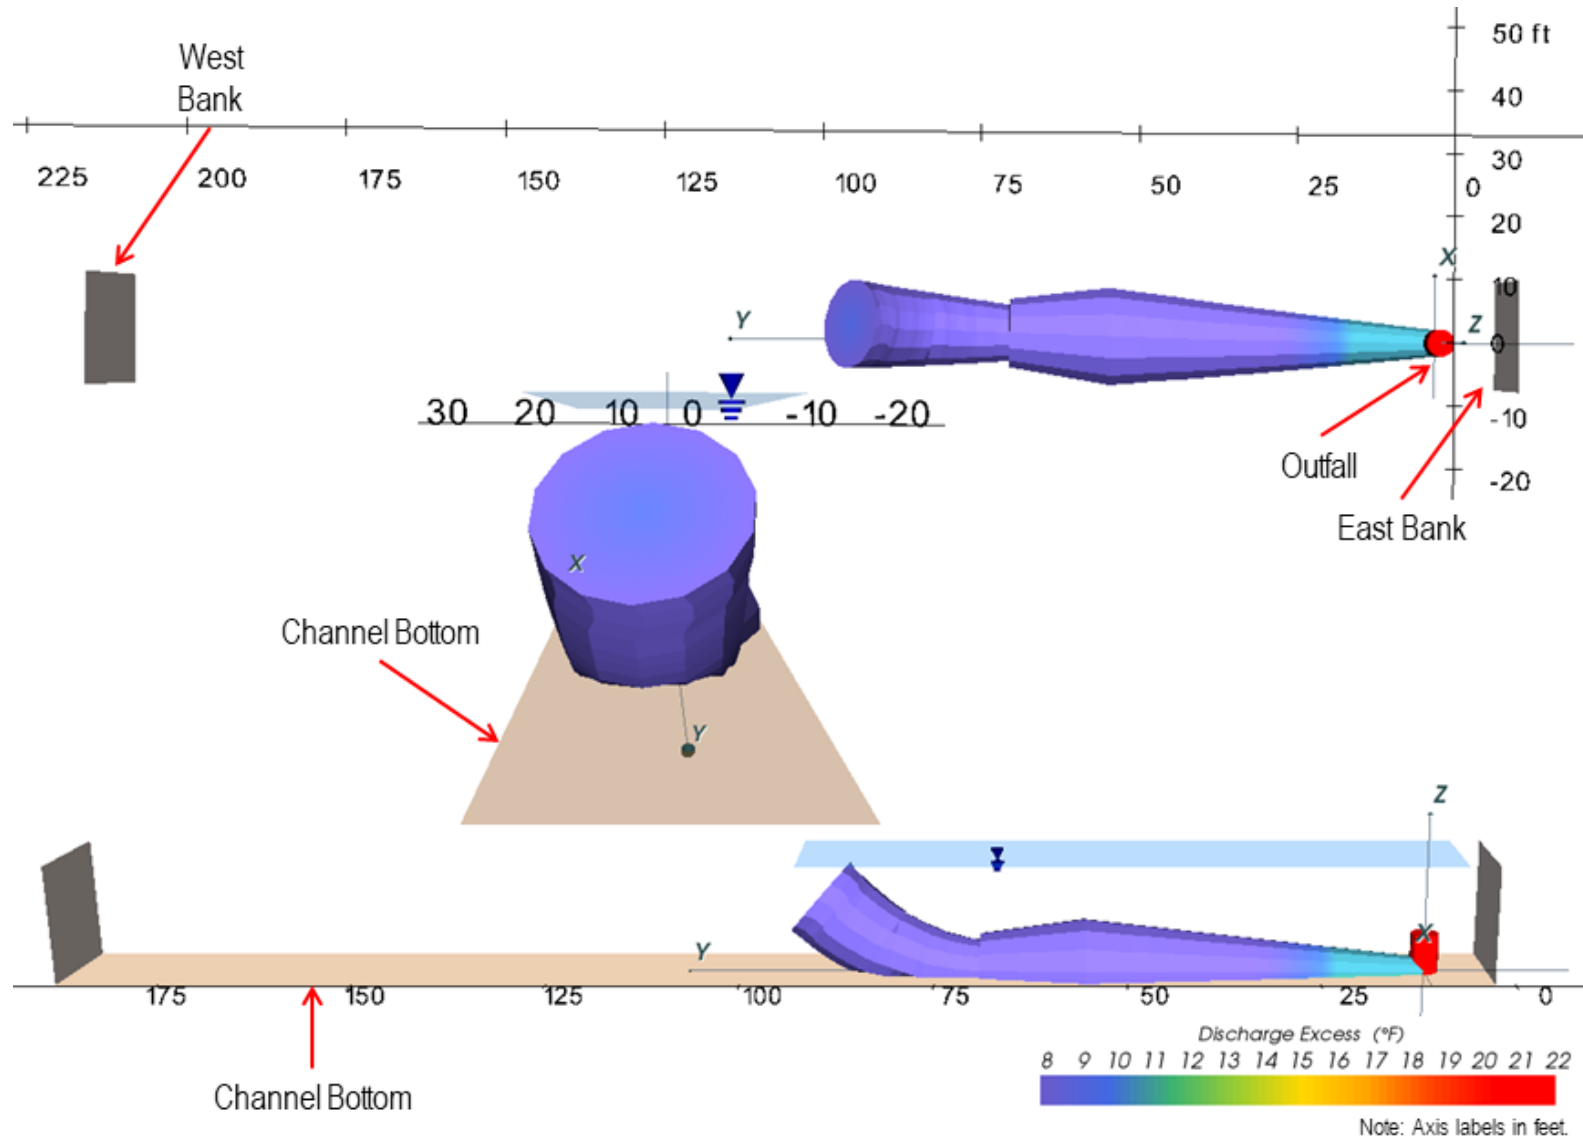 50 ft
West
Bank
40
30
225 200 175 150 125 100 75 50 25 0
20
X
10
Y
Z
0
-10
30 20 10 0 -10 -20
Outfall
-20
East Bank
X
Channel Bottom
Y
Z
X
Y
175 150 125 100 75 50 25 0
Discharge Excess (°F)
8 9 10 11 12 13 14 15 16 17 18 19 20 21 22
Channel Bottom
Note: Axis labels in feet.